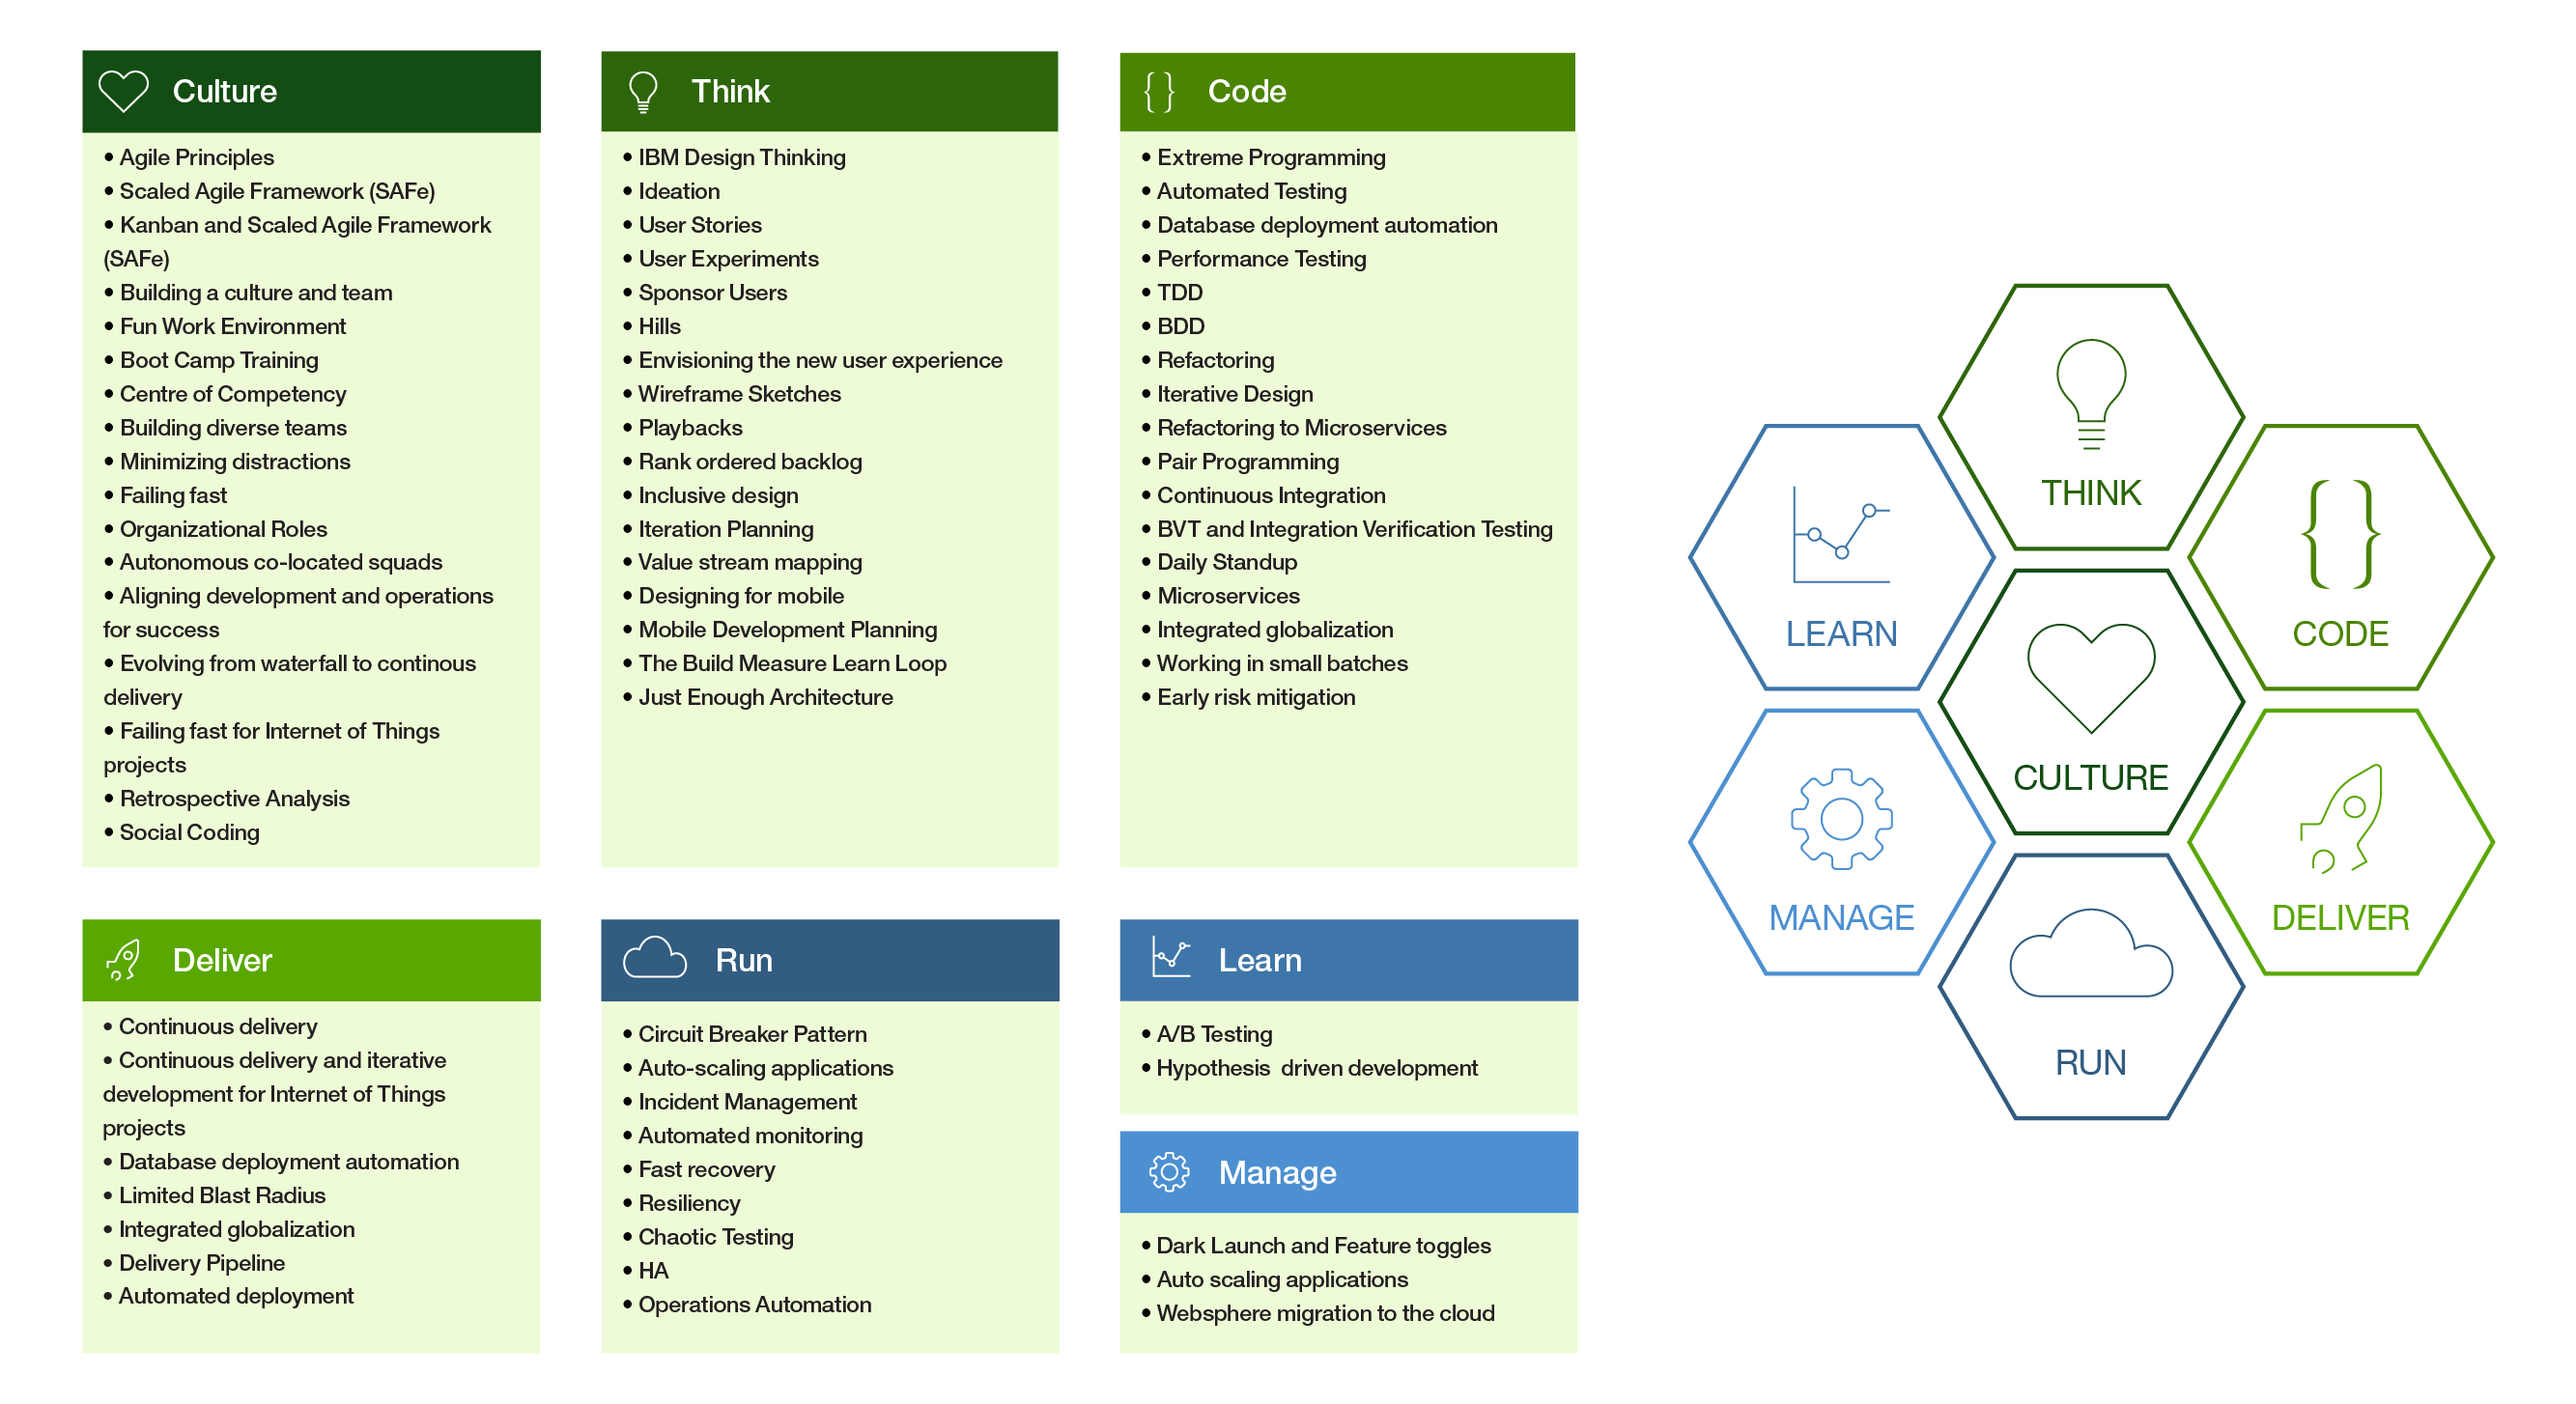 Culture
• Agile Principles
• Scaled Agile Framework (SAFe)
• Kanban and Scaled Agile Framework
(SAFe)
• Building a culture and team
• Fun Work Environment
• Boot Camp Training
• Centre of Competency
• Building diverse teams
• Minimizing distractions
• Failing fast
• Organizational Roles
• Autonomous co-located squads
• Aligning development and operations
for success
• Evolving from waterfall to continous
delivery
• Failing fast for Internet of Things
projects
• Retrospective Analysis
• Social Coding
Think
• IBM Design Thinking
• Ideation
• User Stories
• User Experiments
• Sponsor Users
• Hills
• Envisioning the new user experience
• Wireframe Sketches
• Playbacks
• Rank ordered backlog
• Inclusive design
• Iteration Planning
• Value stream mapping
• Designing for mobile
• Mobile Development Planning
• The Build Measure Learn Loop
• Just Enough Architecture
{ } Code
• Extreme Programming
• Automated Testing
• Database deployment automation
• Performance Testing
• TDD
• BDD
• Refactoring
• Iterative Design
• Refactoring to Microservices
• Pair Programming
• Continuous Integration
• BVT and Integration Verification Testing
• Daily Standup
• Microservices
• Integrated globalization
• Working in small batches
• Early risk mitigation
Deliver
• Continuous delivery
• Continuous delivery and iterative
development for Internet of Things
projects
• Database deployment automation
• Limited Blast Radius
• Integrated globalization
• Delivery Pipeline
• Automated deployment
Run
• Circuit Breaker Pattern
• Auto-scaling applications
• Incident Management
• Automated monitoring
• Fast recovery
• Resiliency
• Chaotic Testing
• HA
• Operations Automation
Learn
• A/B Testing
• Hypothesis driven development
Manage
• Dark Launch and Feature toggles
• Auto scaling applications
• Websphere migration to the cloud
THINK
LEARN
{ }
CODE
CULTURE
MANAGE
DELIVER
RUN